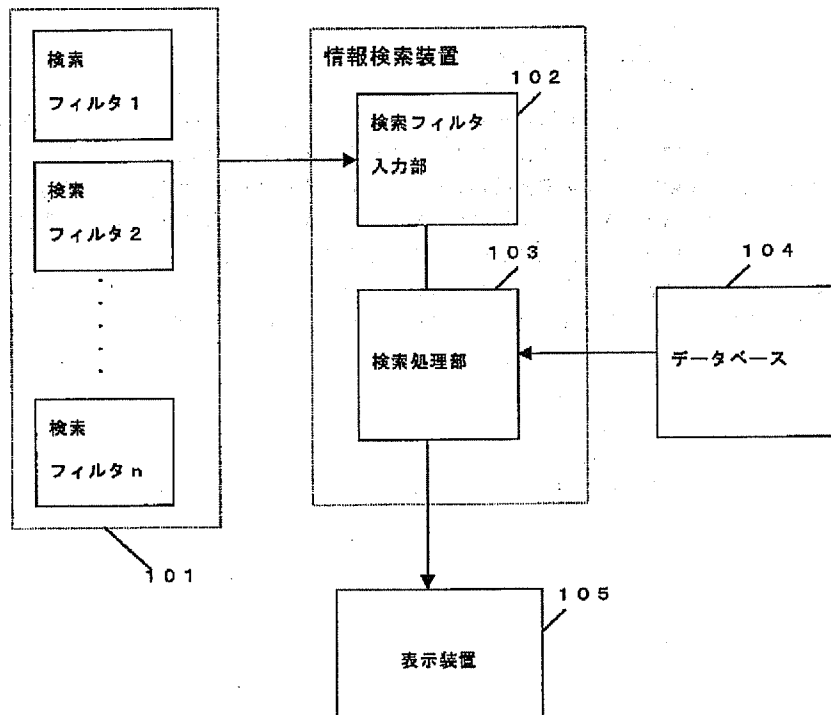 検索
フィルタ1
検索
フィルタ2
検索
フィルタn
101
情報検索装置
102
検索フィルタ
入力部
103
検索処理部
104
データベース
105
表示装置